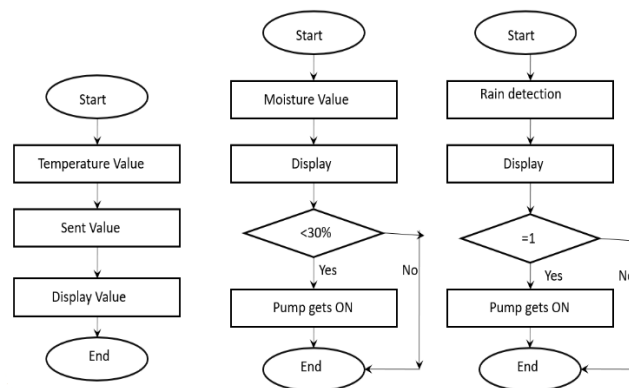 Start
Temperature Value
Sent Value
Display Value
End
Start
Moisture Value
Display
<30%
Yes
No
Pump gets ON
End
Start
Rain detection
Display
=1
Yes
No
Pump gets ON
End